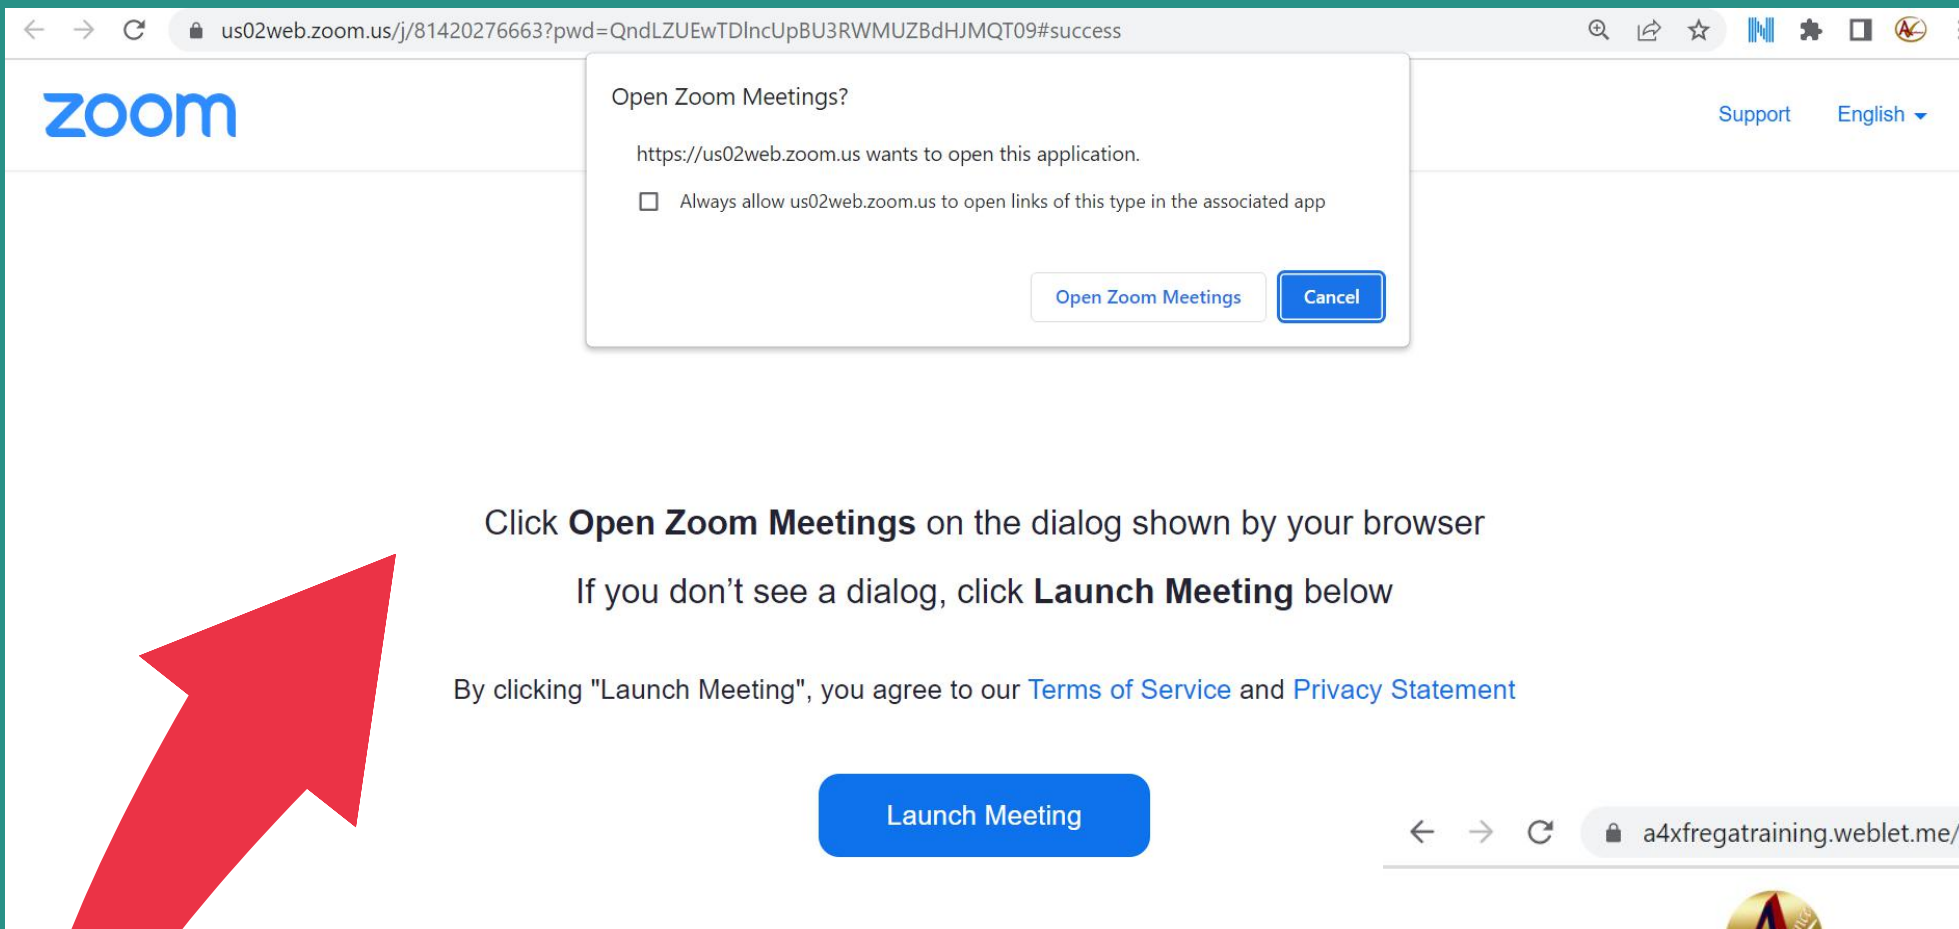 us02web.zoom.us/j/81420276663?pwd=QndLZUEwTDlncUpBU3RWMUZBdHJMQT09#success
zoom
Support English
Open Zoom Meetings?
https://us02web.zoom.us wants to open this application.
Always allow us02web.zoom.us to open links of this type in the associated app
Open Zoom Meetings Cancel
Click Open Zoom Meetings on the dialog shown by your browser
If you don’t see a dialog, click Launch Meeting below
By clicking "Launch Meeting", you agree to our Terms of Service and Privacy Statement
Launch Meeting
a4xfregatraining.weblet.me/